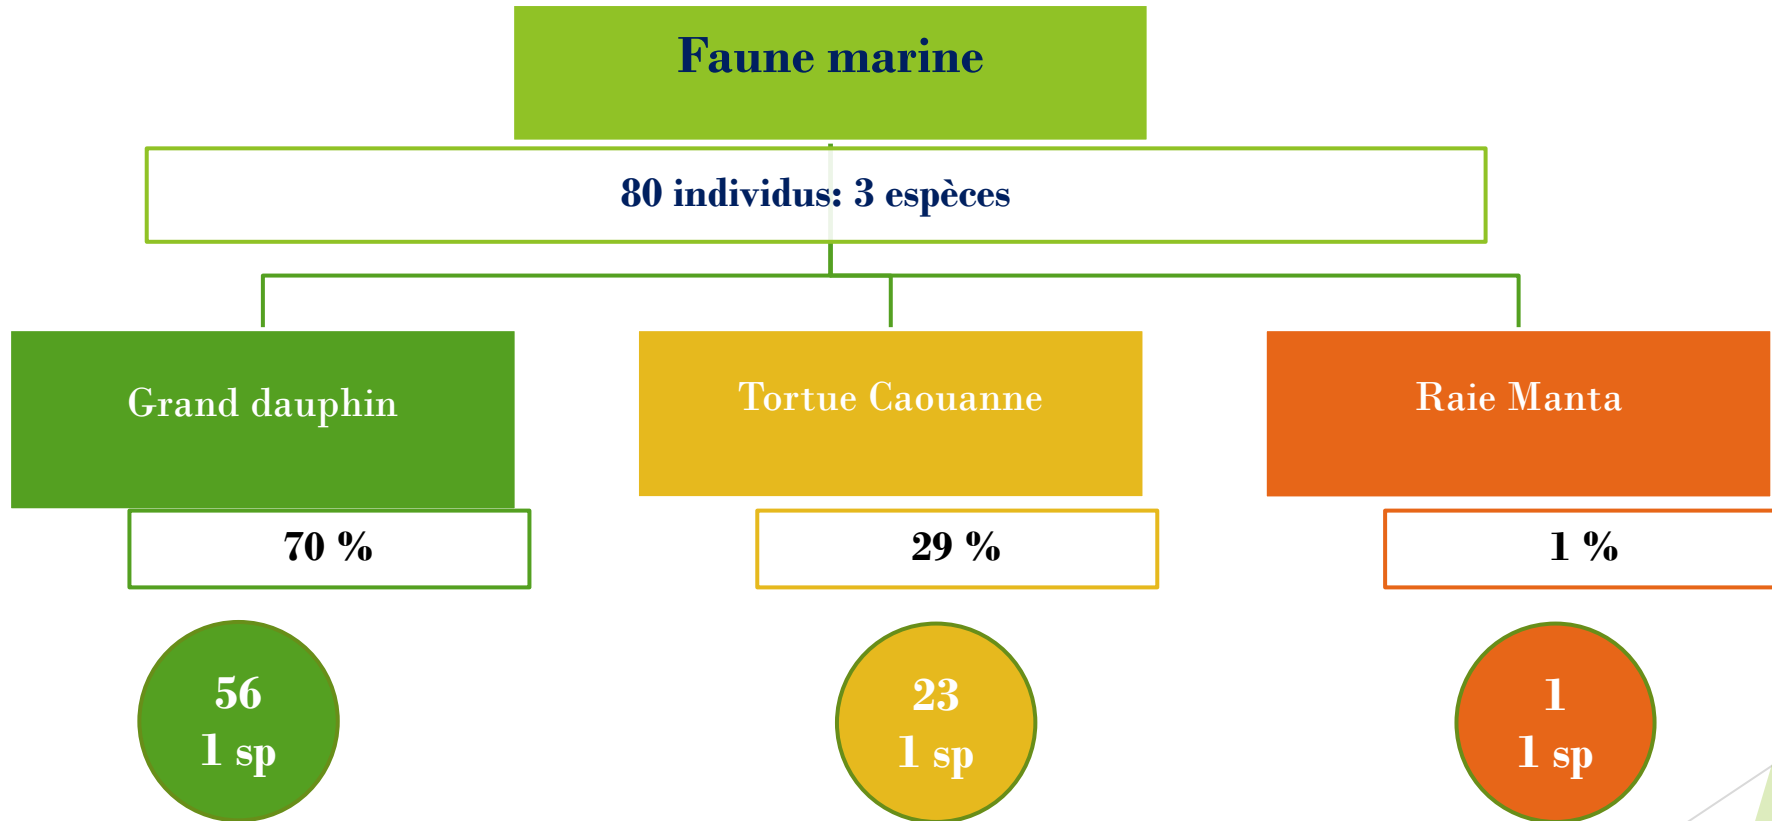 Faune marine
80 individus: 3 espèces
Grand dauphin
Tortue Caouanne
Raie Manta
70 %
29 %
1 %
56
1 sp
23
1 sp
1
1 sp